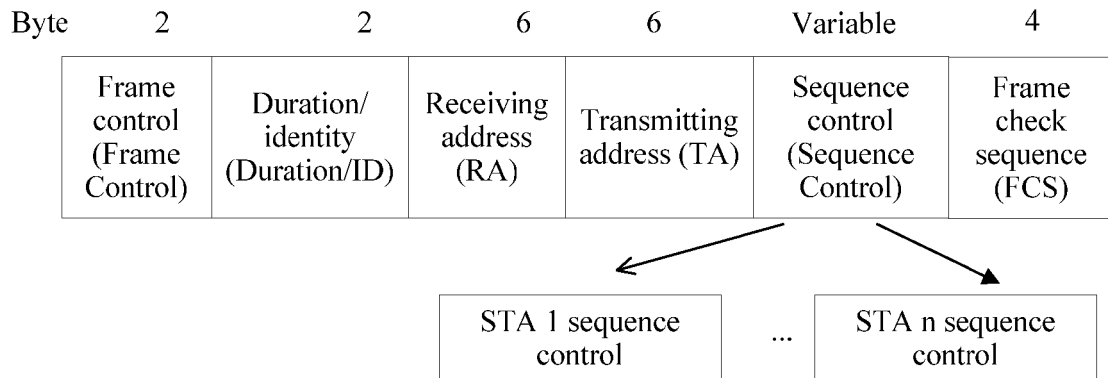 Byte 2 2 6 6 Variable 4
Frame
control
(Frame
Control)
Duration/
identity
(Duration/ID)
Receiving
address
(RA)
Transmitting
address (TA)
Sequence
control
(Sequence
Control)
Frame
check
sequence
(FCS)
STA 1 sequence
control
...
STA n sequence
control